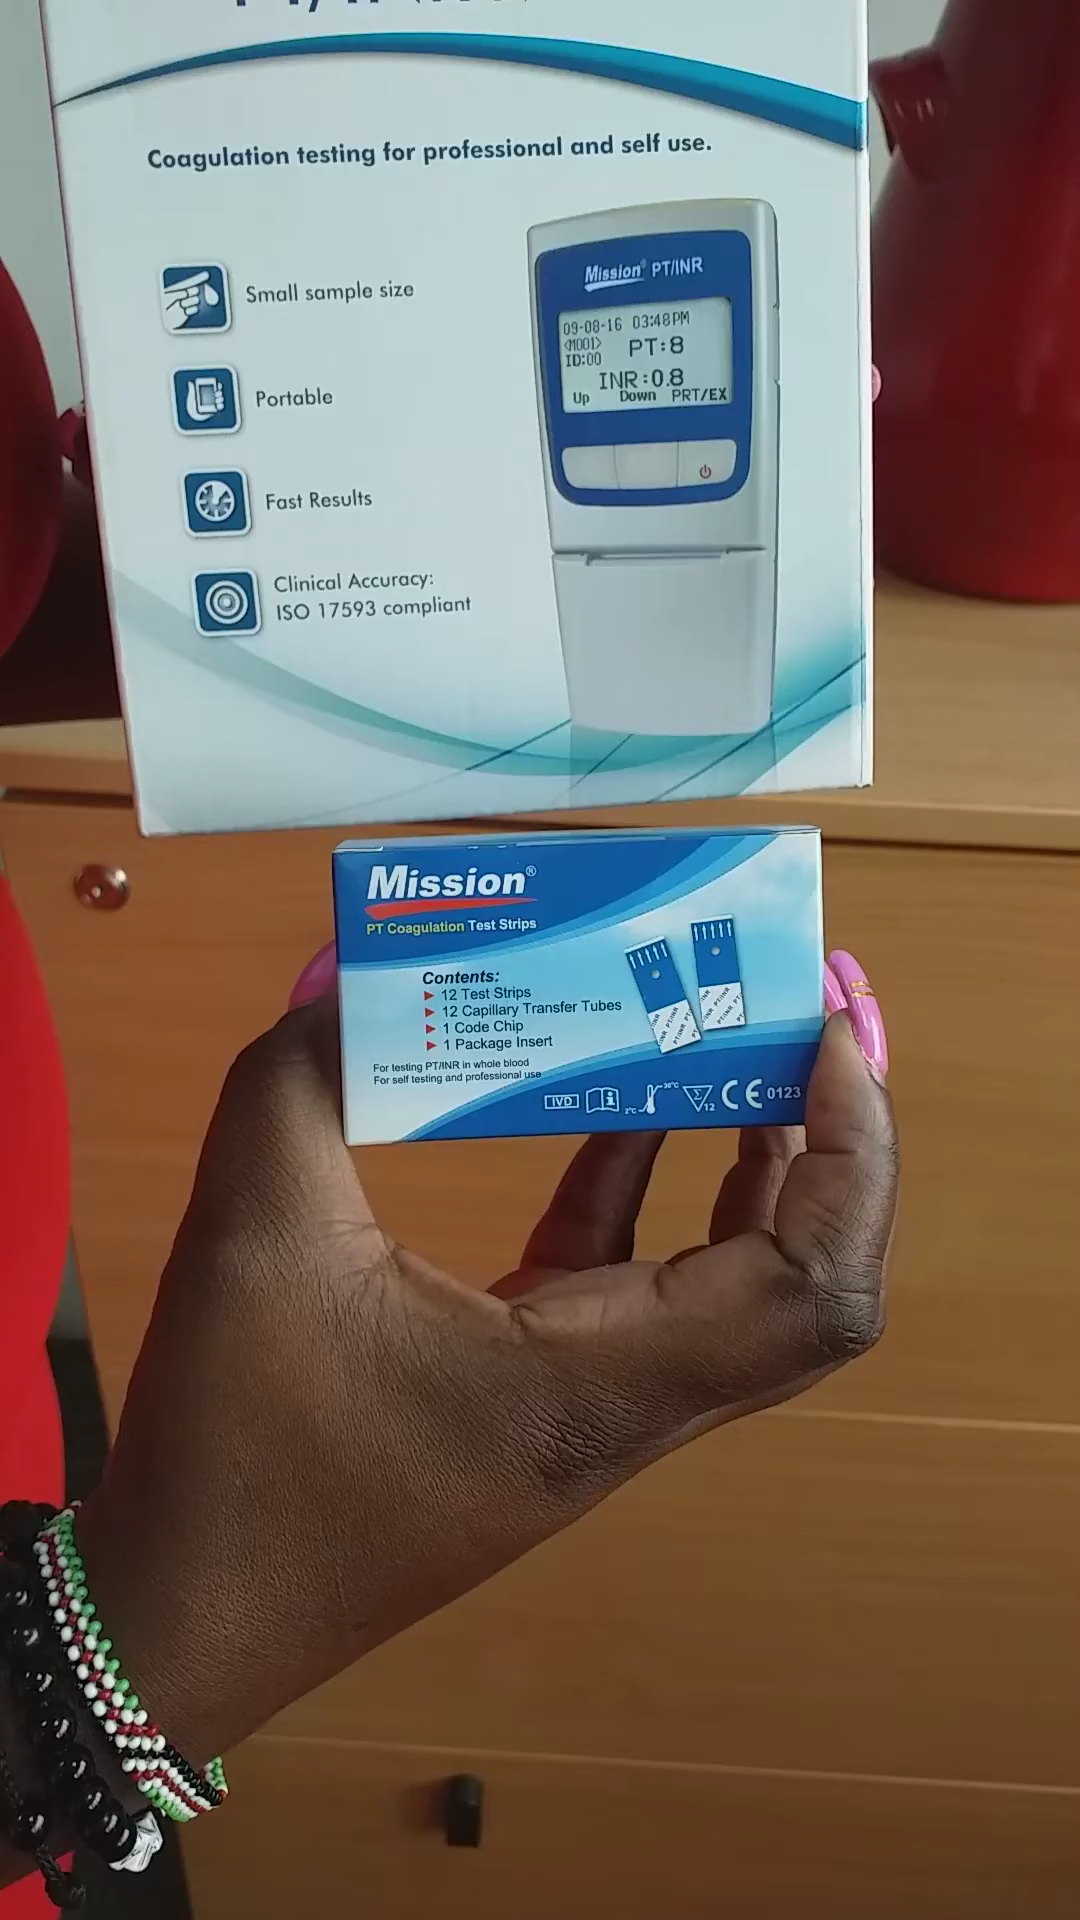 Coagulation testing for professional and self use.
Small sample size
Portable
Fast Results
Clinical Accuracy:
ISO 17593 compliant
Mission® PT/INR
09-08-16 03:48PM
<M001> PT:8
ID:00
INR:0.8
Up Down PRT/EX
Mission®
PT Coagulation Test Strips
Contents:
12 Test Strips
12 Capillary Transfer Tubes
1 Code Chip
1 Package Insert
For testing PT/INR in whole blood
For self testing and professional use
IVD
2°C 30°C
Σ 12
CE 0123
PT/INR PT/INR